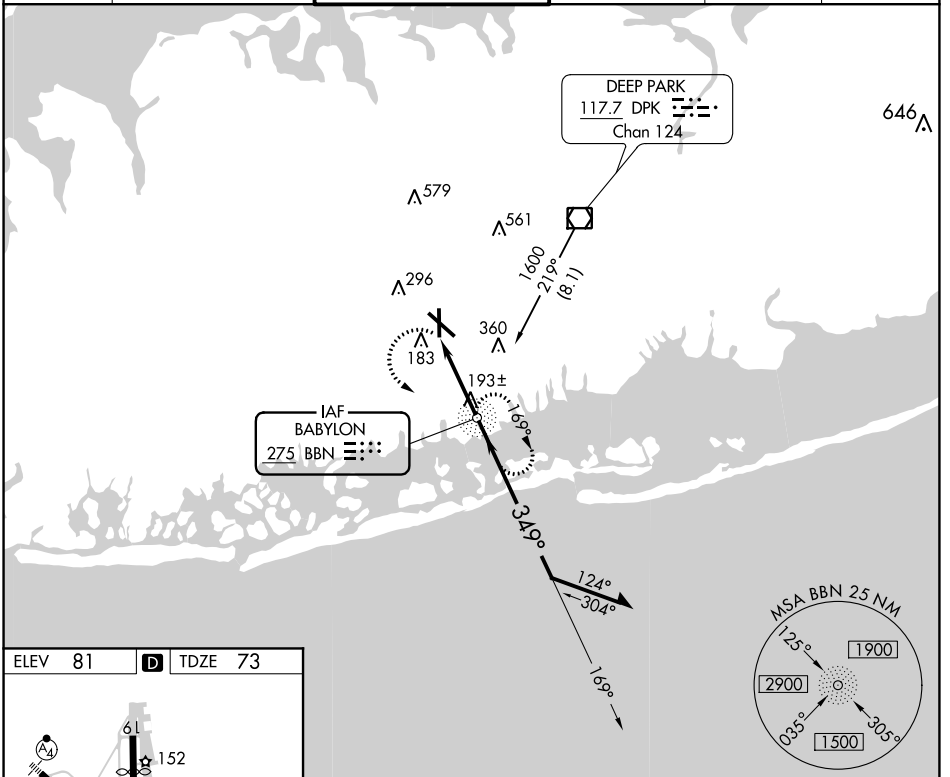 DEEP PARK
117.7 DPK
Chan 124
646
579
561
1600
219°
(8.1)
296
360
183
193±
IAF
BABYLON
275 BBN
169°
349°
124°
304°
169°
MSA BBN 25 NM
125°
1900
2900
035°
305°
1500
ELEV 81 D TDZE 73
19
A4
152